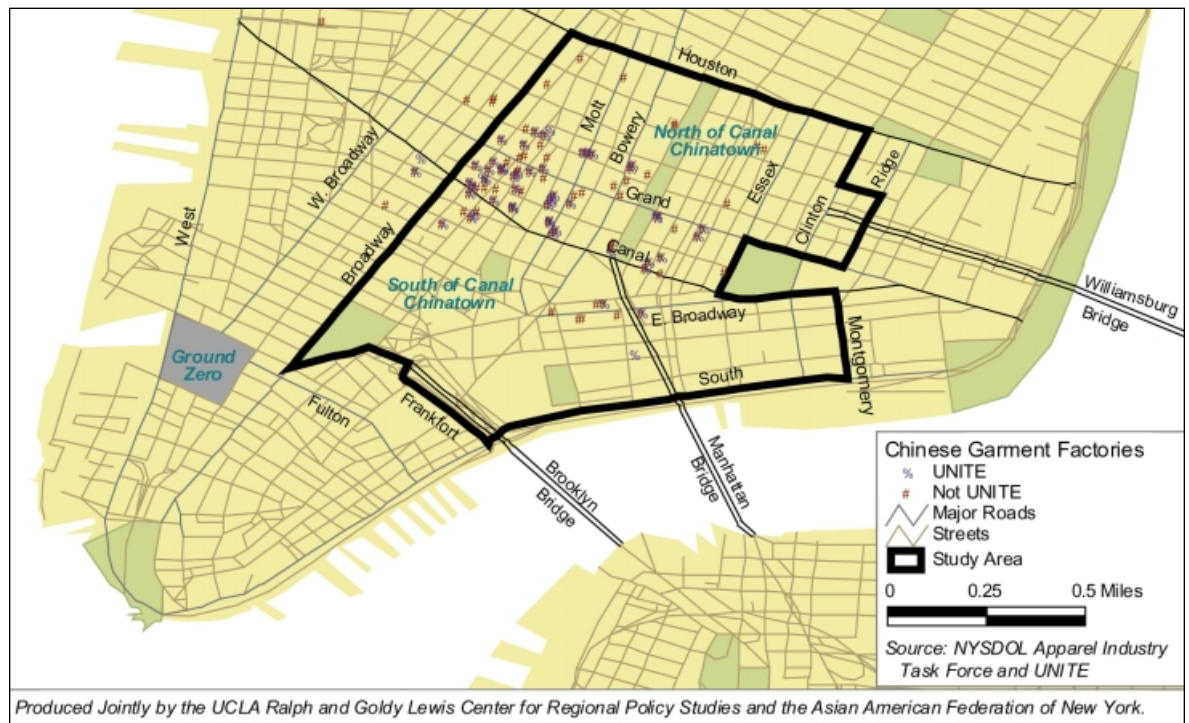 Houston
Mott
Bowery
North of Canal
Chinatown
W. Broadway
Ridge
Essex
Grand
Clinton
West
Broadway
Canal
South of Canal
Chinatown
Williamsburg
Bridge
E. Broadway
Ground
Zero
Montgomery
South
Fulton
Frankfort
Manhattan
Bridge
Brooklyn
Bridge
Chinese Garment Factories
% UNITE
# Not UNITE
Major Roads
Streets
Study Area
0 0.25 0.5 Miles
Source: NYSDOL Apparel Industry
Task Force and UNITE
Produced Jointly by the UCLA Ralph and Goldy Lewis Center for Regional Policy Studies and the Asian American Federation of New York.